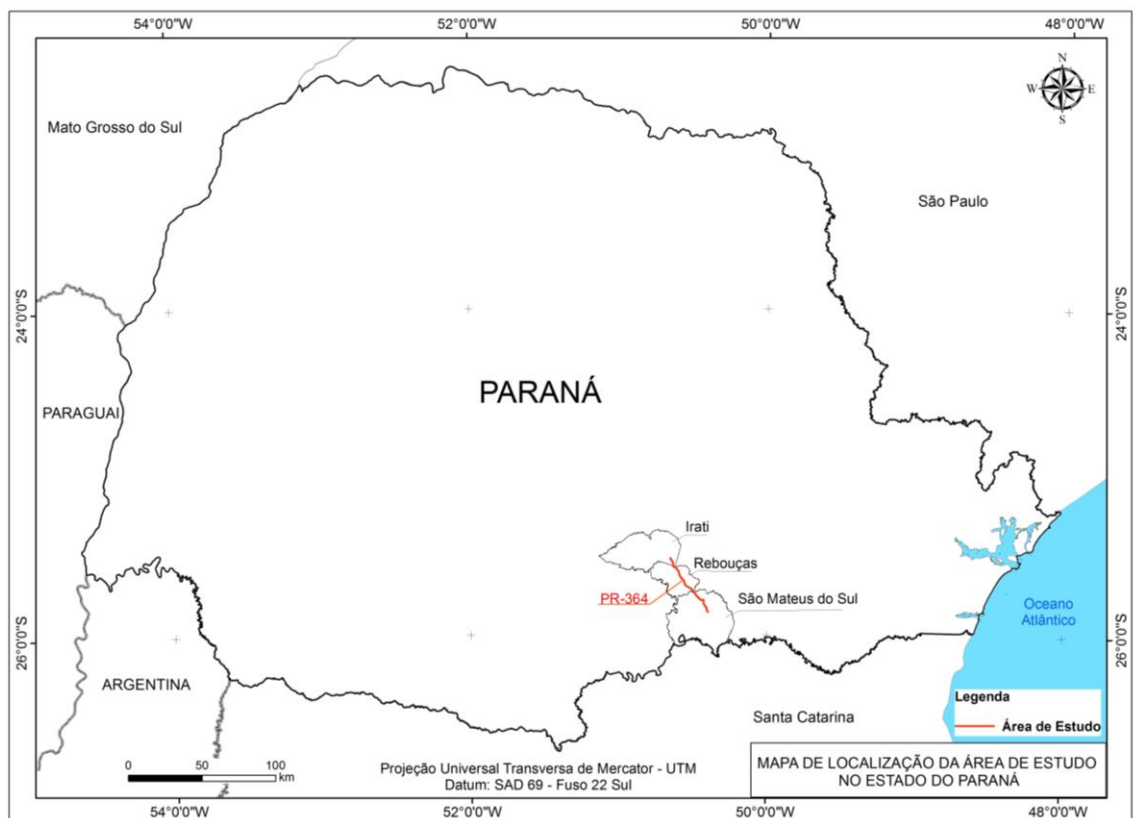 54°0'0"W
52°0'0"W
50°0'0"W
48°0'0"W
N
W E
S
Mato Grosso do Sul
São Paulo
24°0'0"S
24°0'0"S
PARANÁ
PARAGUAI
Irati
Rebouças
PR-364
São Mateus do Sul
Oceano
Atlântico
26°0'0"S
26°0'0"S
ARGENTINA
Legenda
Área de Estudo
Santa Catarina
0 50 100
km
Projeção Universal Transversa de Mercator - UTM
Datum: SAD 69 - Fuso 22 Sul
MAPA DE LOCALIZAÇÃO DA ÁREA DE ESTUDO
NO ESTADO DO PARANÁ
54°0'0"W
52°0'0"W
50°0'0"W
48°0'0"W